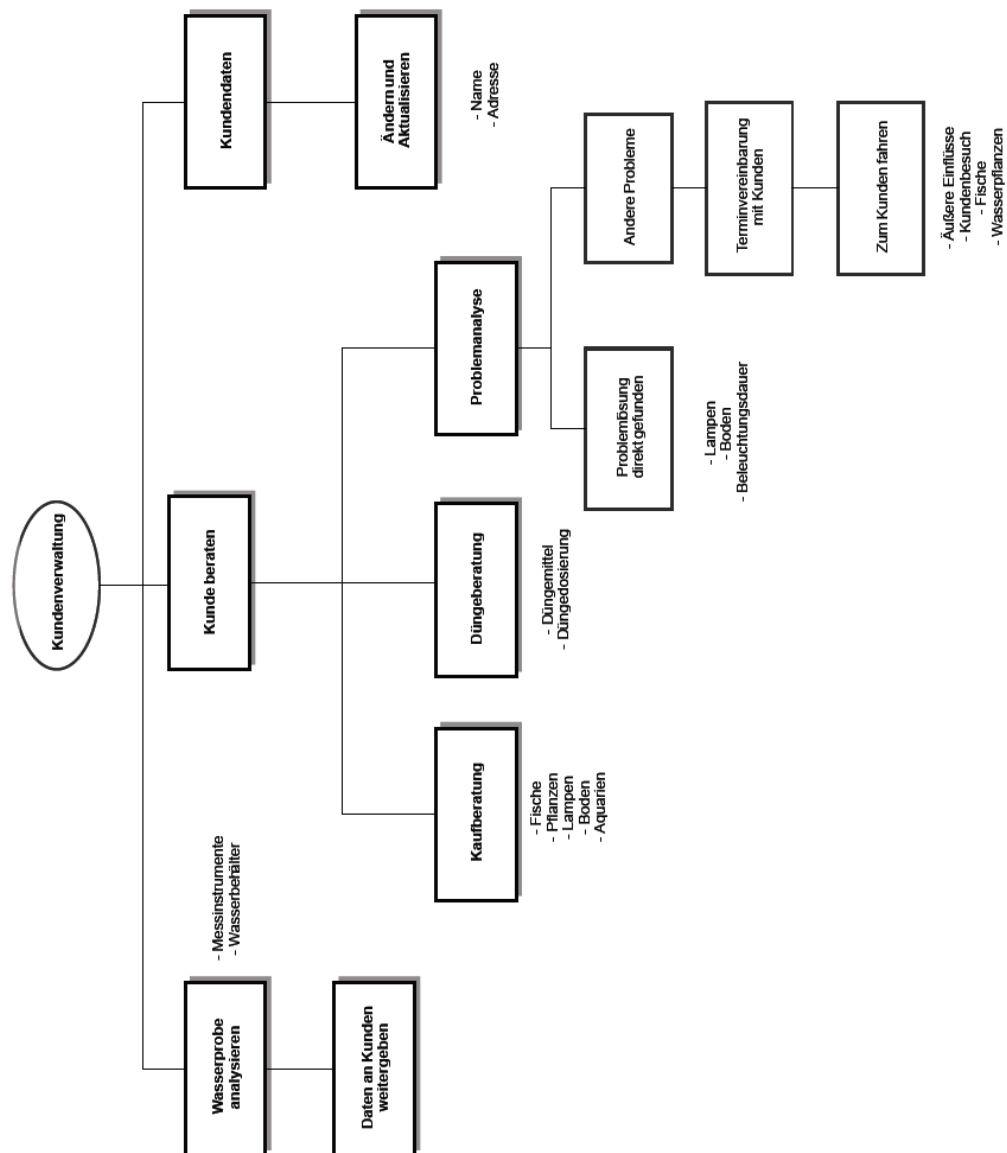 Kundenverwaltung
Wasserprobe
analysieren
- Messinstrumente
- Wasserbehälter
Daten an Kunden
weitergeben
Kunde beraten
Kaufberatung
- Fische
- Pflanzen
- Lampen
- Boden
- Aquarien
Düngeberatung
- Düngemittel
- Düngedosierung
Problemanalyse
Problemlösung
direkt gefunden
- Lampen
- Boden
- Beleuchtungsdauer
Andere Probleme
Terminvereinbarung
mit Kunden
Zum Kunden fahren
- Äußere Einflüsse
- Kundenbesuch
- Fische
- Wasserpflanzen
Kundendaten
Ändern und
Aktualisieren
- Name
- Adresse